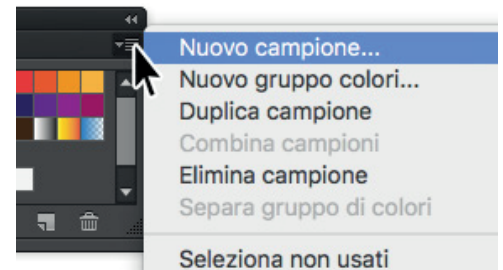 Nuovo campione...
Nuovo gruppo colori...
Duplica campione
Combina campioni
Elimina campione
Separa gruppo di colori
Seleziona non usati